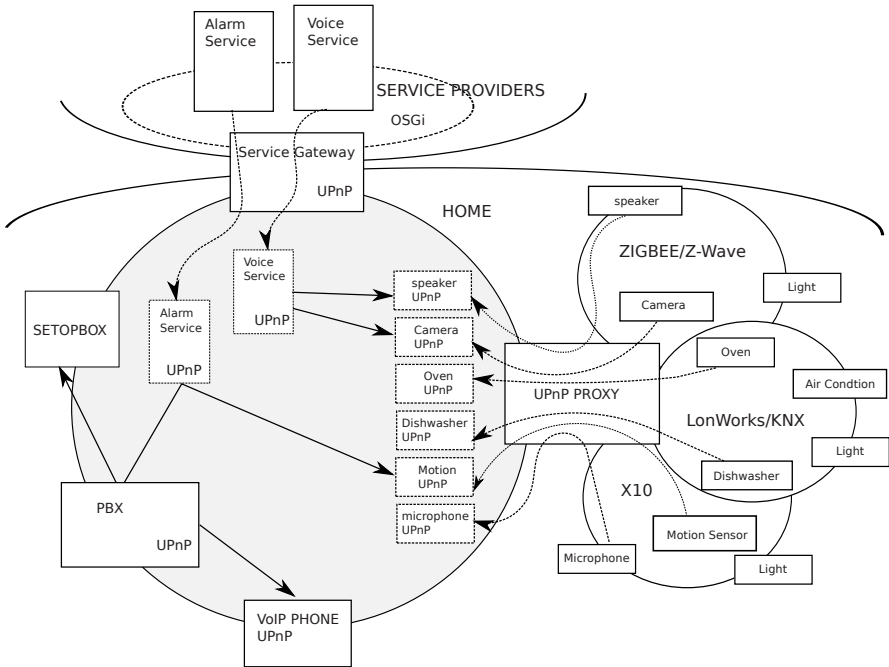 Alarm
Service
Voice
Service
SERVICE PROVIDERS
OSGi
Service Gateway
UPnP
HOME
speaker
ZIGBEE/Z-Wave
Light
Camera
Voice
Service
UPnP
speaker
UPnP
Alarm
Service
UPnP
SETOPBOX
Camera
UPnP
Oven
UPnP
Dishwasher
UPnP
Motion
UPnP
microphone
UPnP
UPnP PROXY
Oven
Air Condtion
LonWorks/KNX
Light
Dishwasher
X10
Motion Sensor
Microphone
Light
PBX
UPnP
VoIP PHONE
UPnP